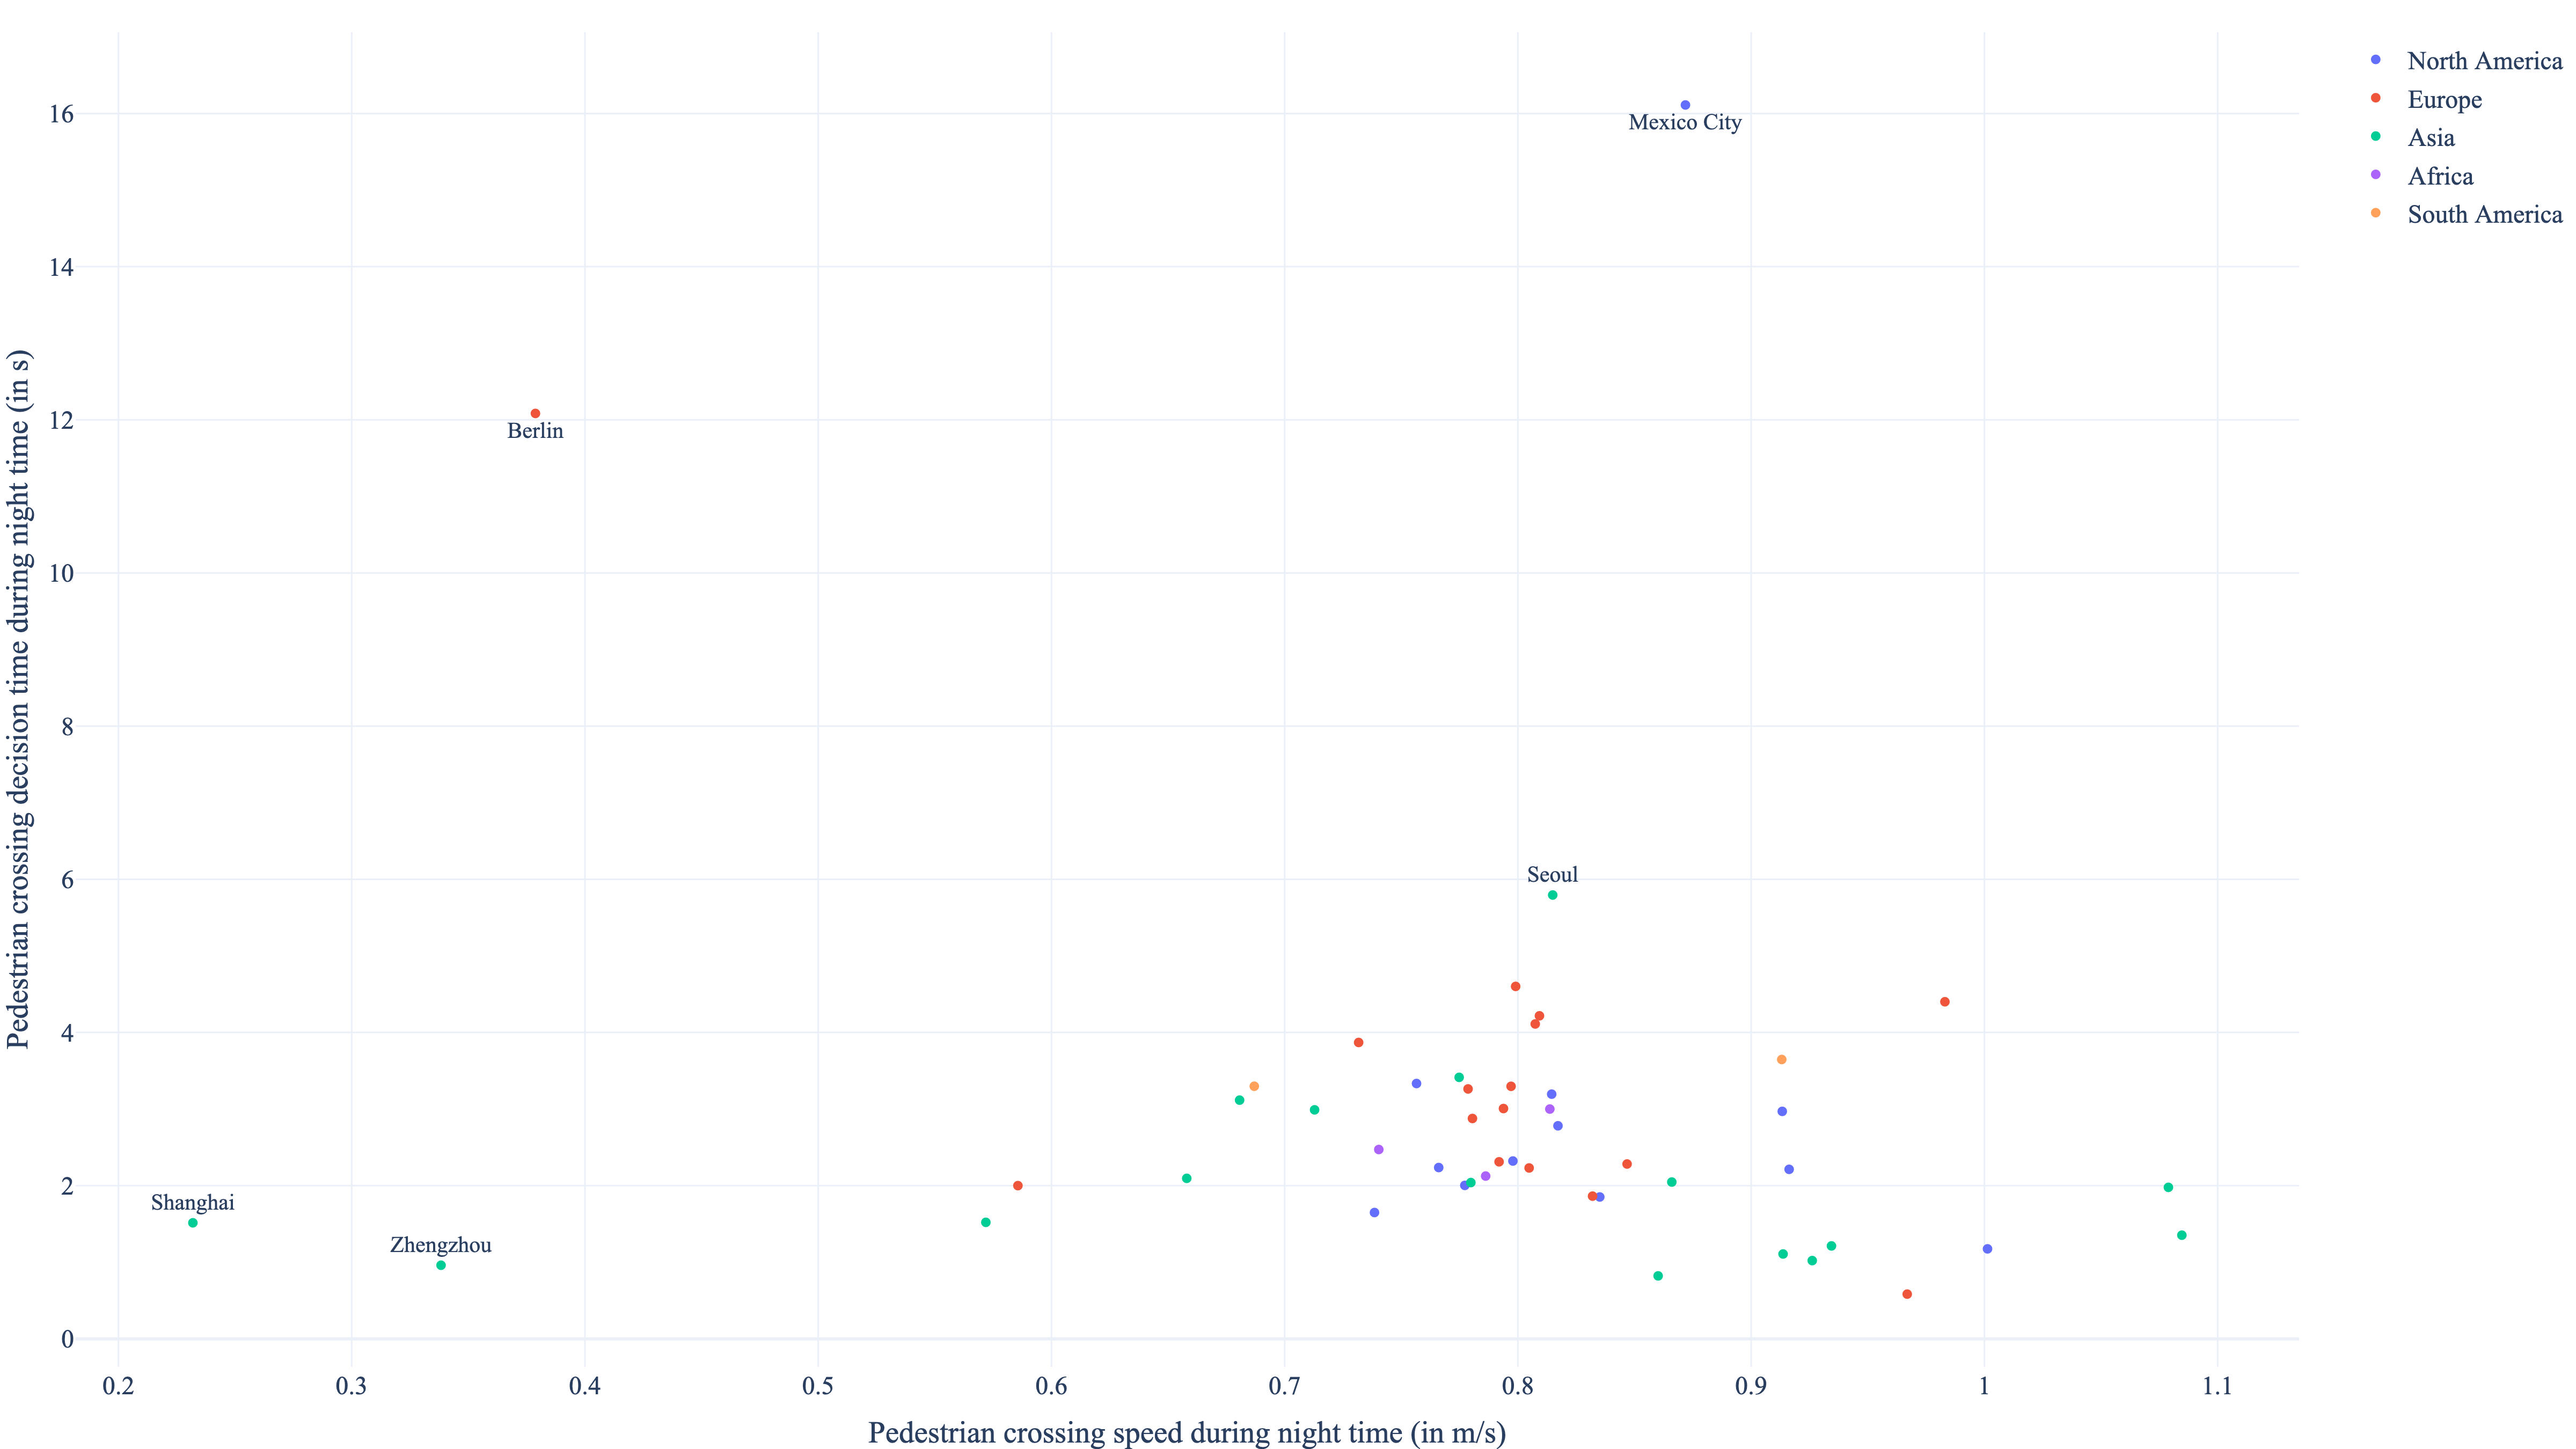 North America
Europe
Asia
Africa
South America
Pedestrian crossing decision time during night time (in s)
16
14
12
10
8
6
4
2
0
Mexico City
Berlin
Seoul
Shanghai
Zhengzhou
0.2
0.3
0.4
0.5
0.6
0.7
0.8
0.9
1
1.1
Pedestrian crossing speed during night time (in m/s)